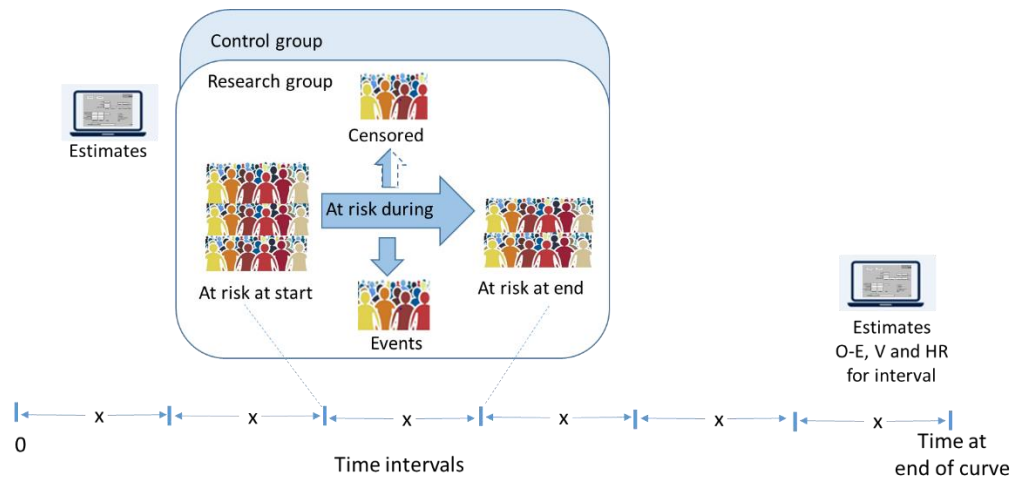 Control group
Research group
Censored
Estimates
At risk during
At risk at start
At risk at end
Events
Estimates
O-E, V and HR
for interval
x
x
x
x
x
x
0
Time intervals
Time at
end of curve